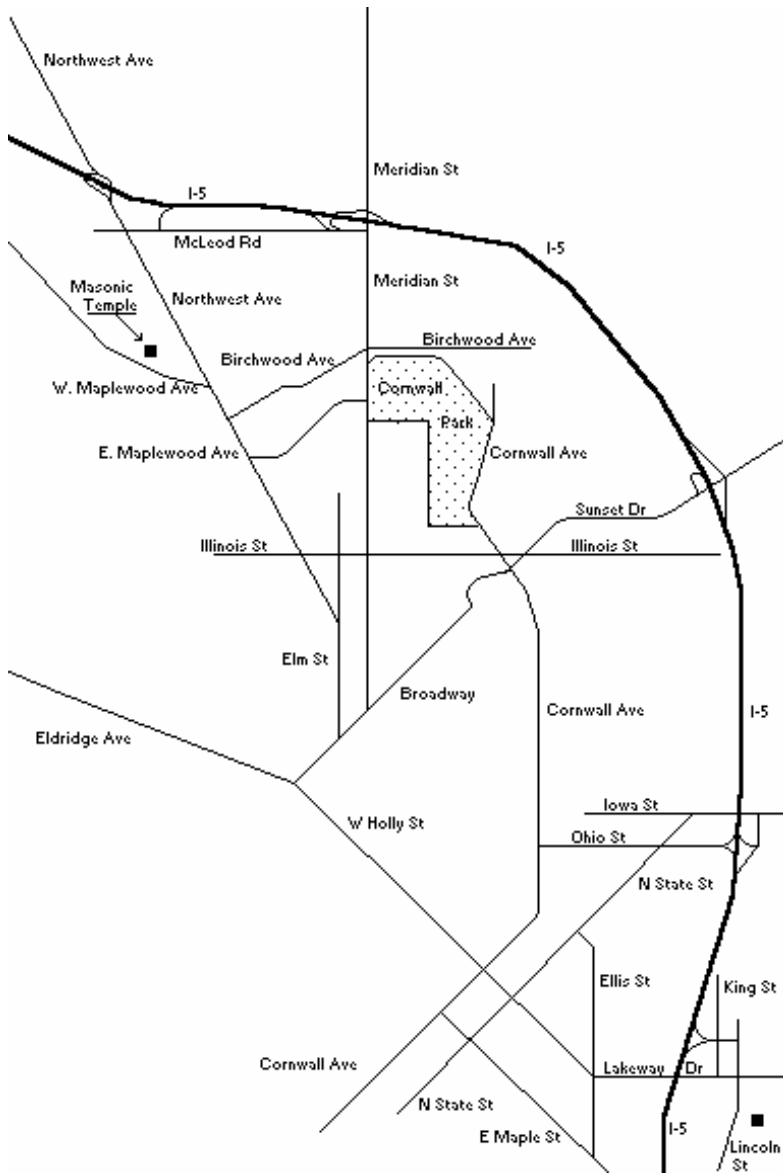 Northwest Ave
Meridian St
I-5
McLeod Rd
I-5
Meridian St
Masonic
Temple
Northwest Ave
Birchwood Ave
Birchwood Ave
W. Maplewood Ave
Cornwall
Park
E. Maplewood Ave
Cornwall Ave
Sunset Dr
Illinois St
Illinois St
Elm St
Broadway
Cornwall Ave
I-5
Eldridge Ave
Iowa St
W Holly St
Ohio St
N State St
Ellis St
King St
Cornwall Ave
Lakeway Dr
N State St
E Maple St
I-5
Lincoln
St